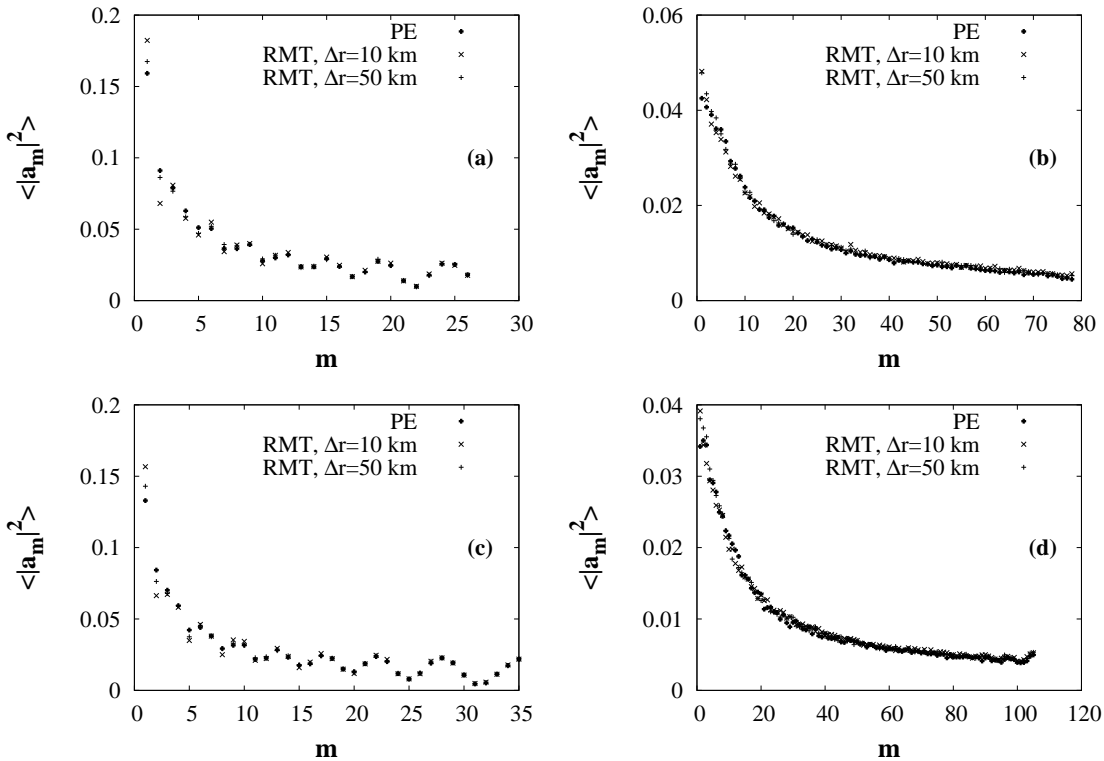 0.2
0.15
0.1
0.05
0
0 5 10 15 20 25 30
<|a_m|^2>
m
PE
RMT, Δr=10 km
RMT, Δr=50 km
(a)
0.06
0.04
0.02
0
0 10 20 30 40 50 60 70 80
<|a_m|^2>
m
PE
RMT, Δr=10 km
RMT, Δr=50 km
(b)
0.2
0.15
0.1
0.05
0
0 5 10 15 20 25 30 35
<|a_m|^2>
m
PE
RMT, Δr=10 km
RMT, Δr=50 km
(c)
0.04
0.03
0.02
0.01
0
0 20 40 60 80 100 120
<|a_m|^2>
m
PE
RMT, Δr=10 km
RMT, Δr=50 km
(d)